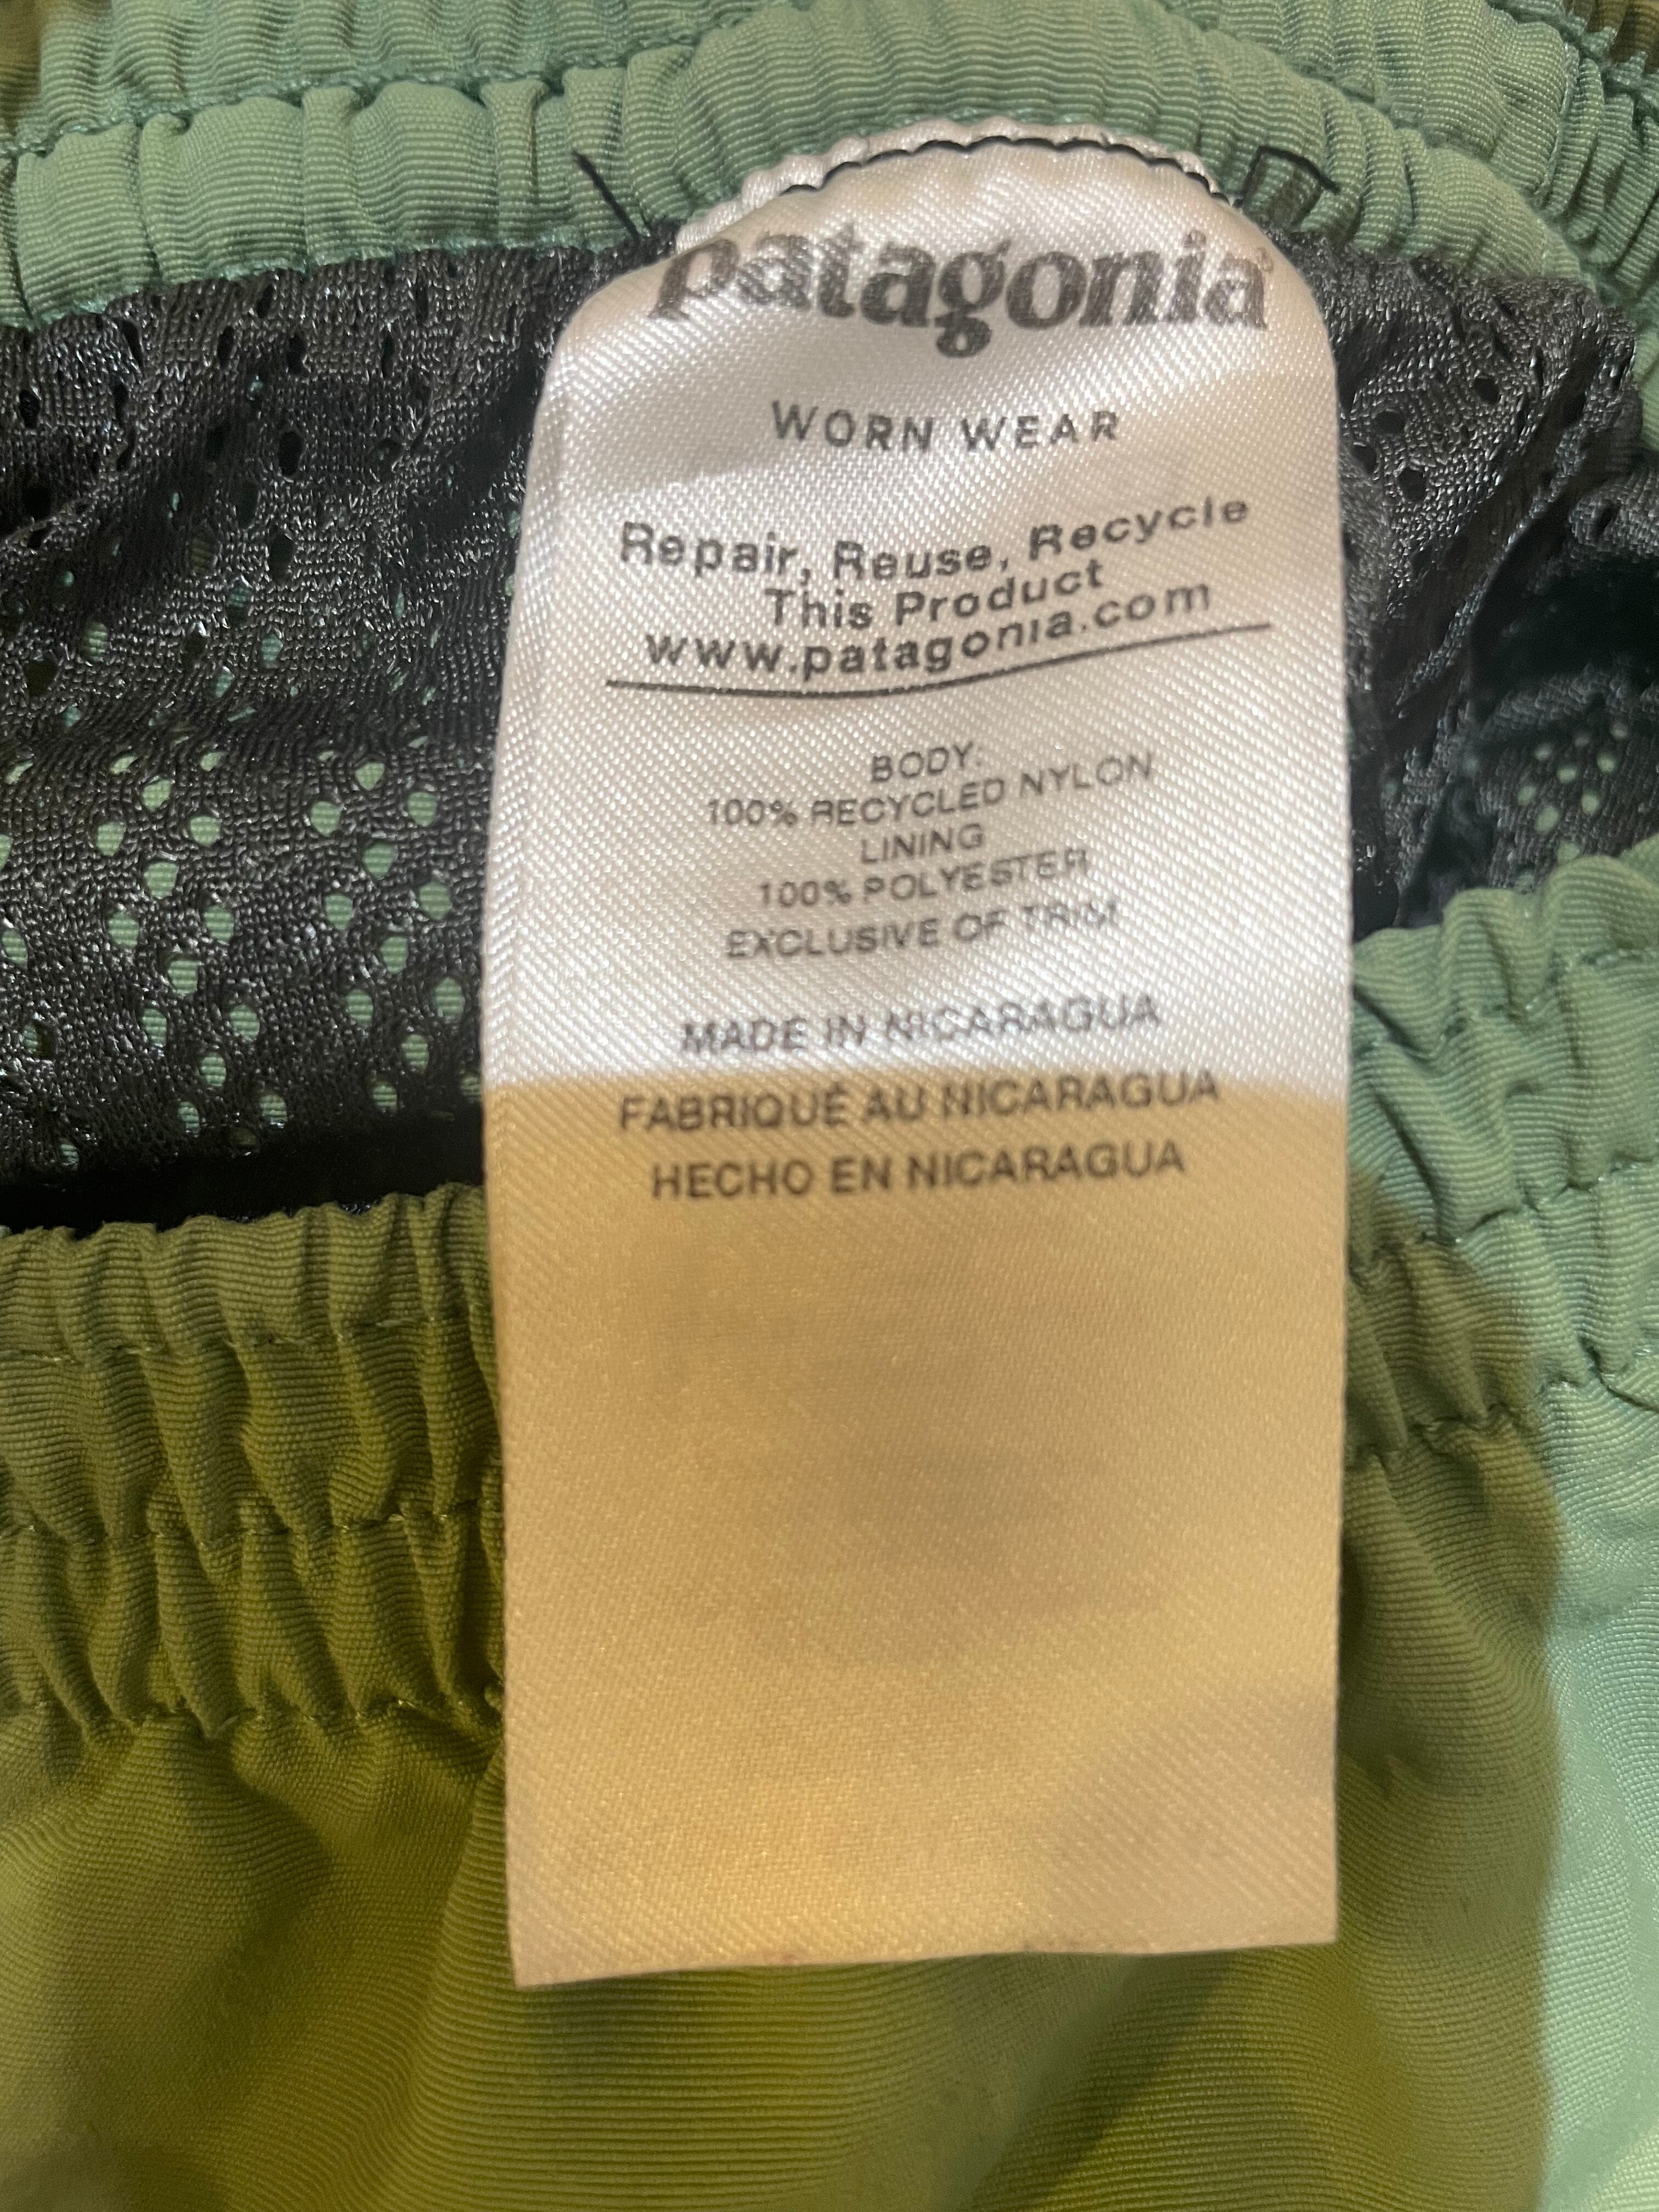 patagonia®
WORN WEAR
Repair, Reuse, Recycle
This Product
www.patagonia.com
BODY:
100% RECYCLED NYLON
LINING
100% POLYESTER
EXCLUSIVE OF TRIM
MADE IN NICARAGUA
FABRIQUÉ AU NICARAGUA
HECHO EN NICARAGUA